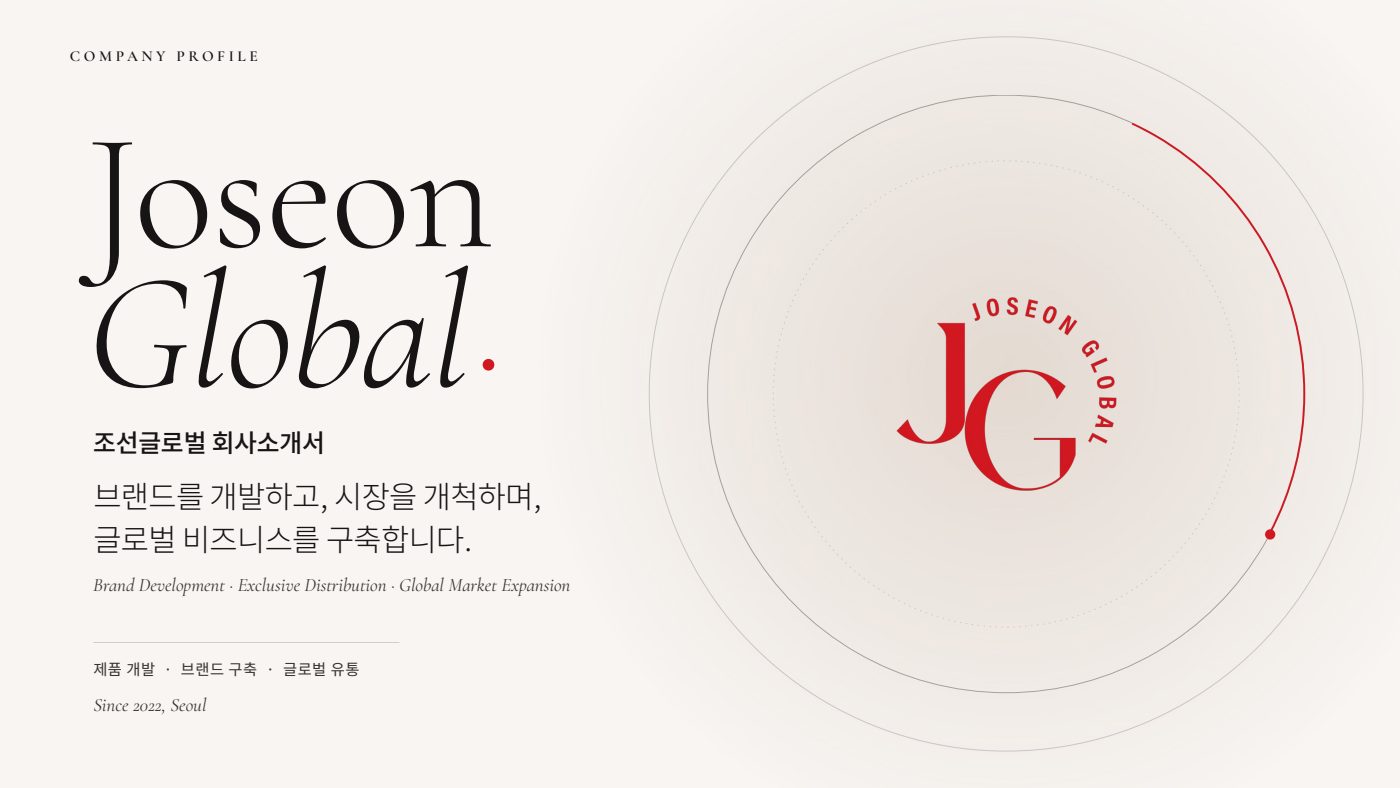 COMPANY PROFILE
Joseon
Global.
조선글로벌 회사소개서
브랜드를 개발하고, 시장을 개척하며,
글로벌 비즈니스를 구축합니다.
Brand Development · Exclusive Distribution · Global Market Expansion
제품 개발 · 브랜드 구축 · 글로벌 유통
Since 2022, Seoul
JOSEON GLOBAL
JG